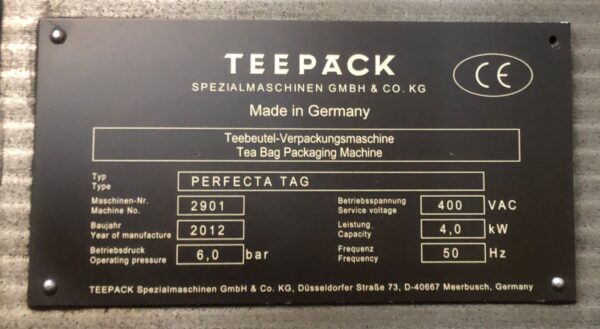 TEEPACK
SPEZIALMASCHINEN GMBH & CO. KG
CE
Made in Germany
Teebeutel-Verpackungsmaschine
Tea Bag Packaging Machine
Typ
Type
PERFECTA TAG
Maschinen-Nr.
Machine No.
2901
Betriebsspannung
Service voltage
400 VAC
Baujahr
Year of manufacture
2012
Leistung
Capacity
4,0 kW
Betriebsdruck
Operating pressure
6,0 bar
Frequenz
Frequency
50 Hz
TEEPACK Spezialmaschinen GmbH & Co. KG, Düsseldorfer Straße 73, D-40667 Meerbusch, Germany